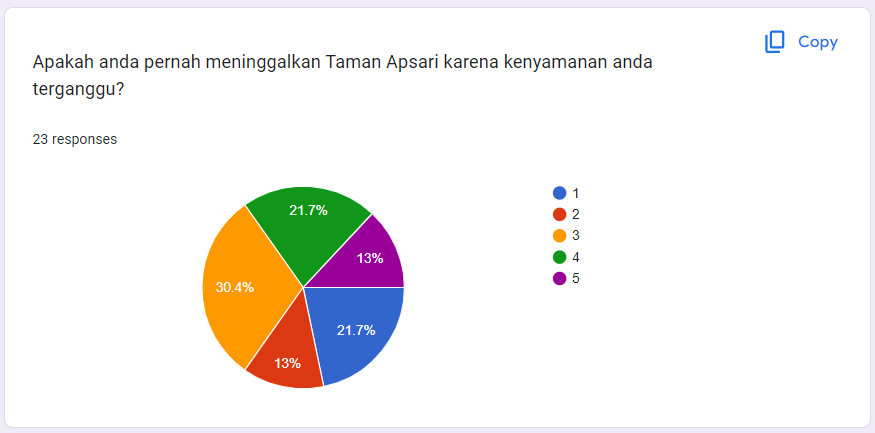 Copy
Apakah anda pernah meninggalkan Taman Apsari karena kenyamanan anda
terganggu?
23 responses
21.7%
13%
30.4%
21.7%
13%
1
2
3
4
5